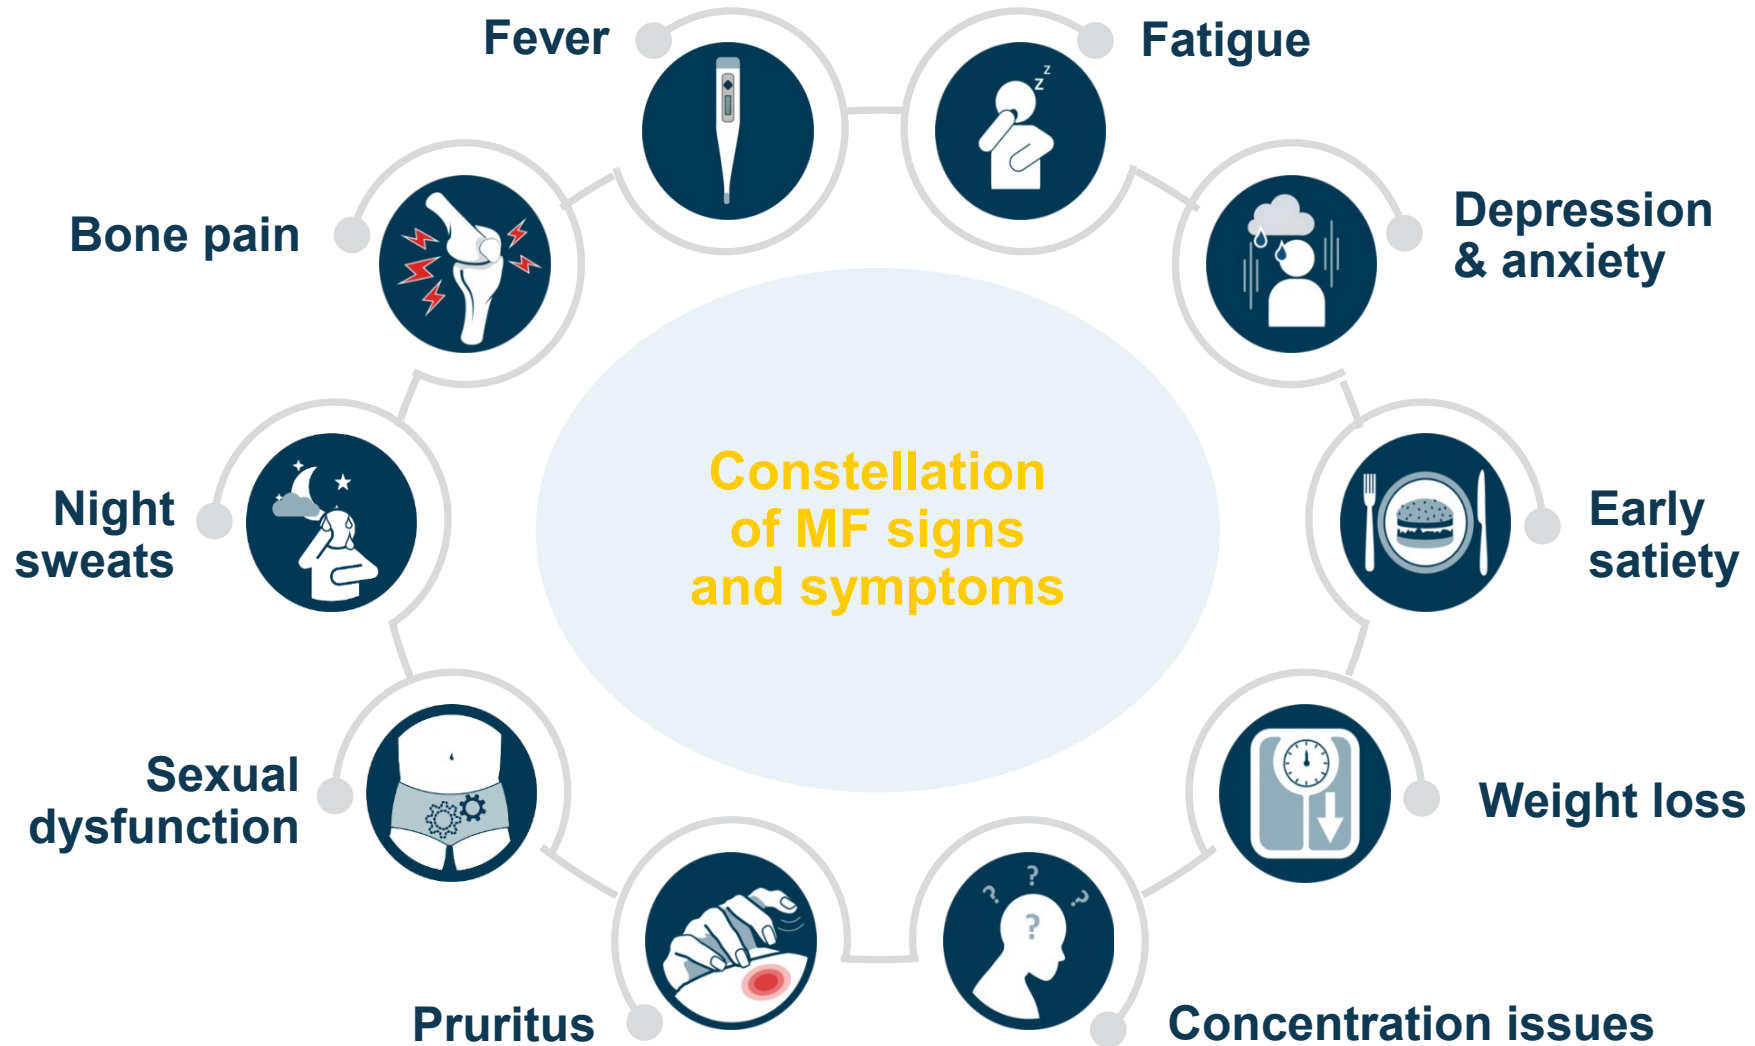 Fever
Fatigue
Bone pain
Depression
& anxiety
Night
sweats
Constellation
of MF signs
and symptoms
Early
satiety
Sexual
dysfunction
Weight loss
Pruritus
Concentration issues
z
z
?
?
?
?